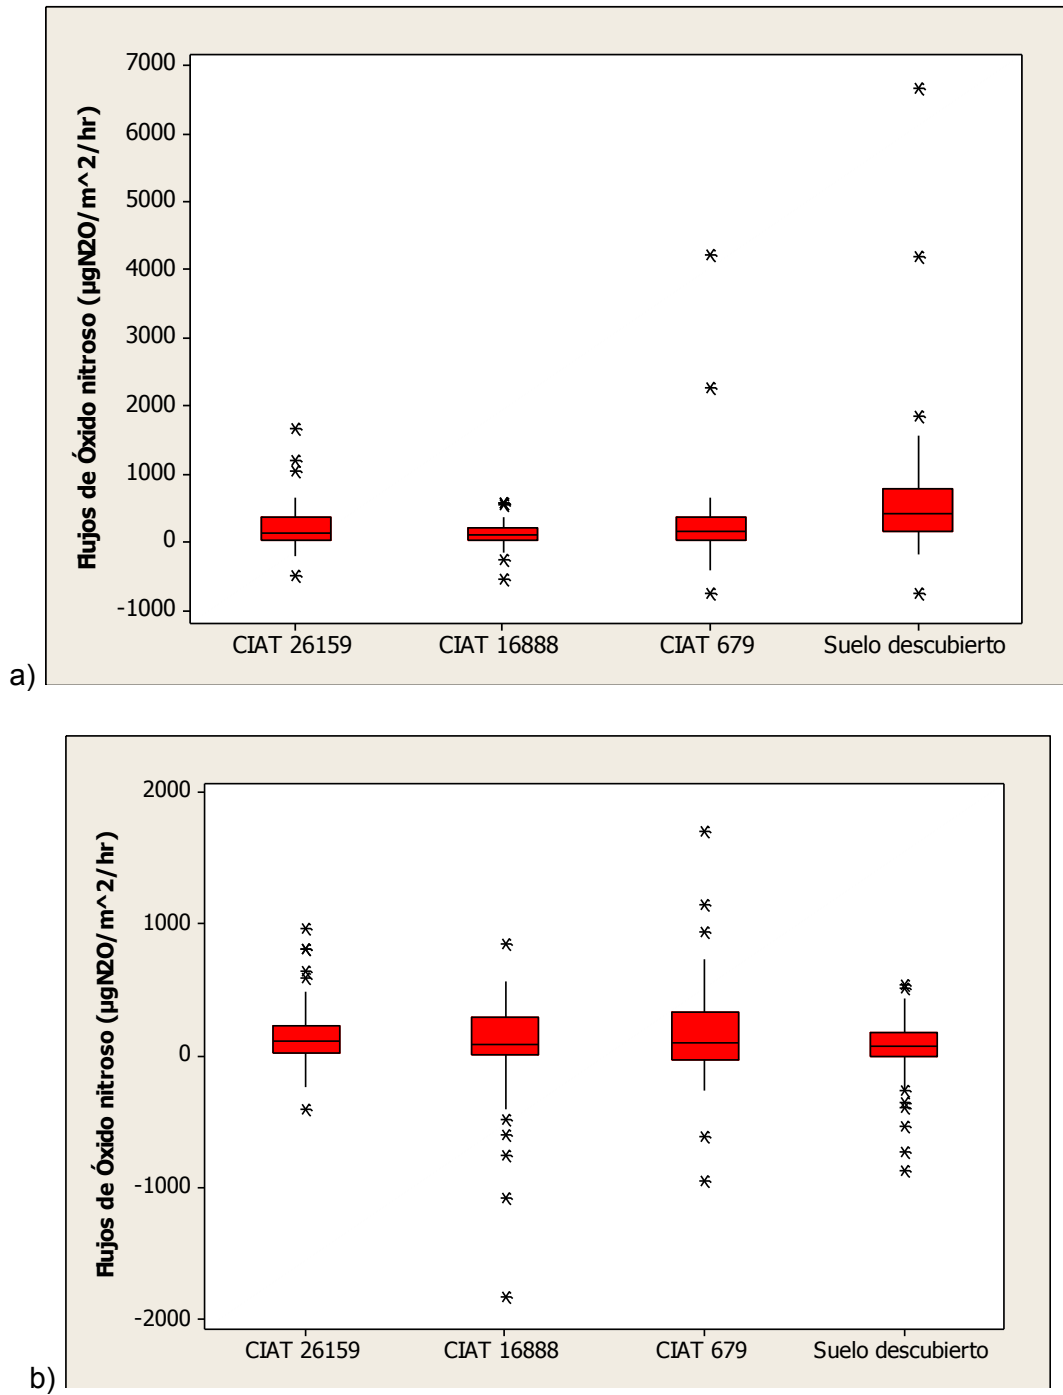 Flujos de Óxido nitroso (µgN2O/m^2/hr)
7000
6000
5000
4000
3000
2000
1000
0
-1000
CIAT 26159 CIAT 16888 CIAT 679 Suelo descubierto
a)
Flujos de Óxido nitroso (µgN2O/m^2/hr)
2000
1000
0
-1000
-2000
CIAT 26159 CIAT 16888 CIAT 679 Suelo descubierto
b)